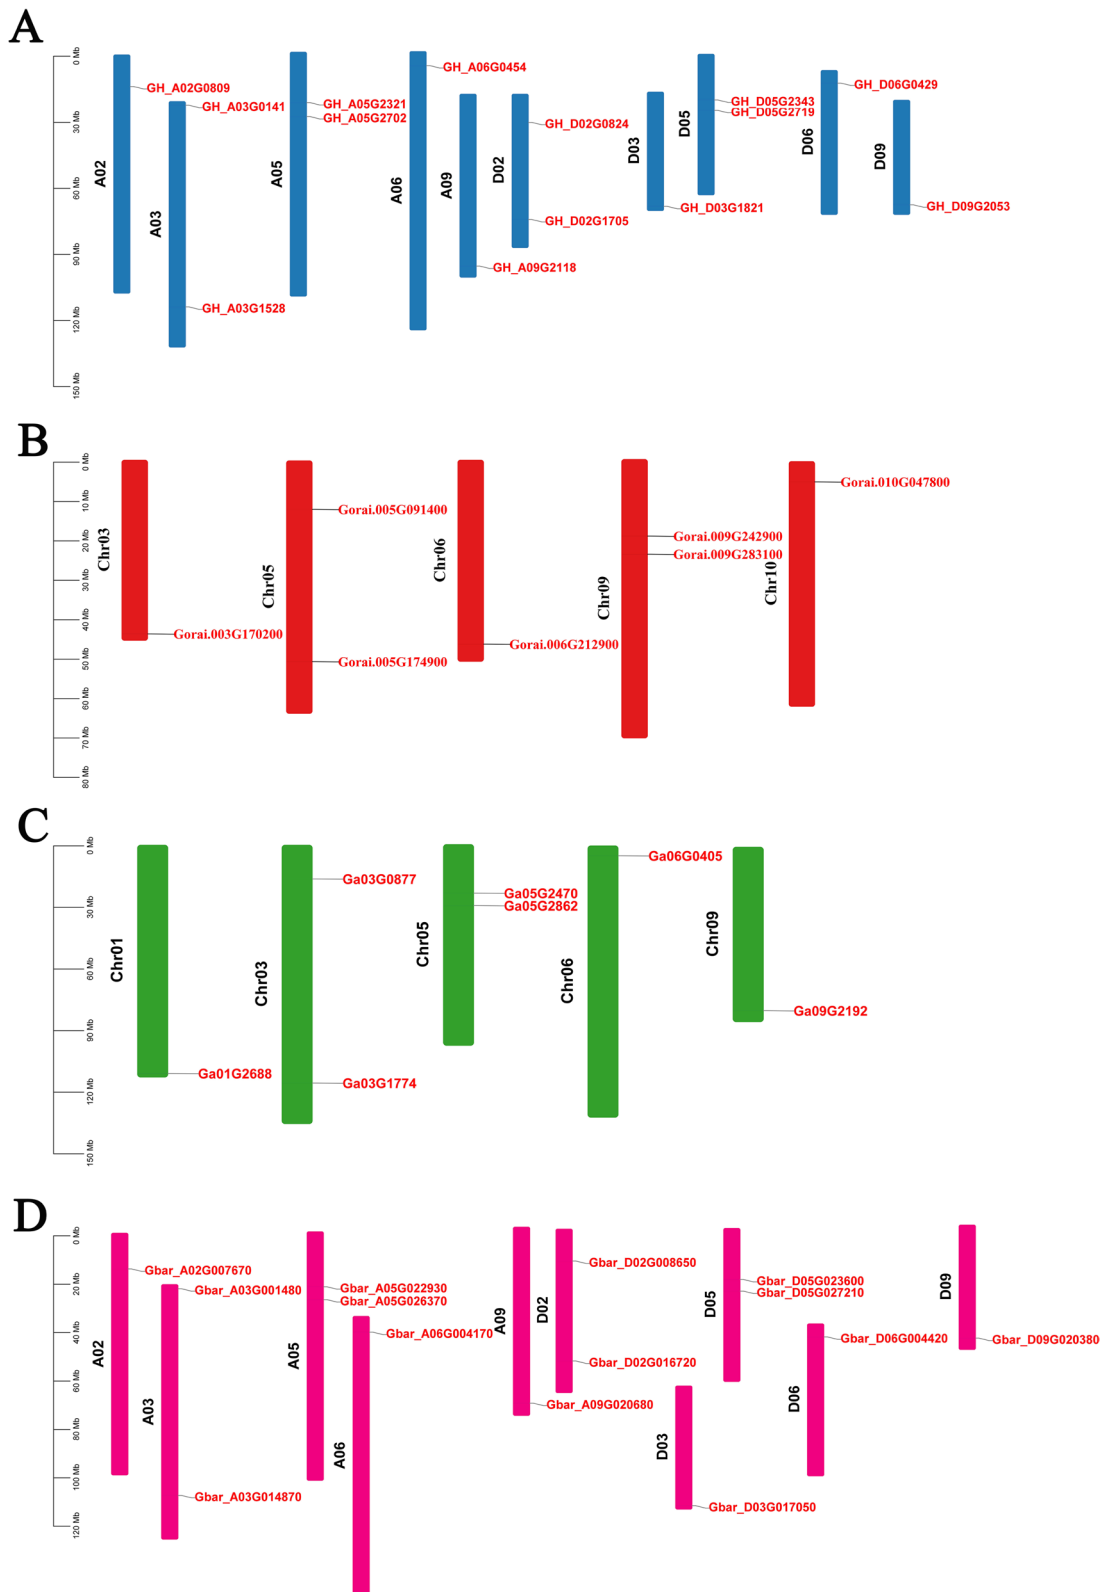 A
0 Mb
30 Mb
60 Mb
90 Mb
120 Mb
150 Mb
A02
GH_A02G0809
A03
GH_A03G0141
GH_A03G1528
A05
GH_A05G2321
GH_A05G2702
A06
GH_A06G0454
A09
GH_A09G2118
D02
GH_D02G0824
GH_D02G1705
D03
GH_D03G1821
D05
GH_D05G2343
GH_D05G2719
D06
GH_D06G0429
D09
GH_D09G2053
B
0 Mb
10 Mb
20 Mb
30 Mb
40 Mb
50 Mb
60 Mb
70 Mb
80 Mb
Chr03
Gorai.003G170200
Chr05
Gorai.005G091400
Gorai.005G174900
Chr06
Gorai.006G212900
Chr09
Gorai.009G242900
Gorai.009G283100
Chr10
Gorai.010G047800
C
0 Mb
30 Mb
60 Mb
90 Mb
120 Mb
150 Mb
Chr01
Ga01G2688
Chr03
Ga03G0877
Ga03G1774
Chr05
Ga05G2470
Ga05G2862
Chr06
Ga06G0405
Chr09
Ga09G2192
D
0 Mb
20 Mb
40 Mb
60 Mb
80 Mb
100 Mb
120 Mb
A02
Gbar_A02G007670
A03
Gbar_A03G001480
Gbar_A03G014870
A05
Gbar_A05G022930
Gbar_A05G026370
A06
Gbar_A06G004170
A09
Gbar_A09G020680
D02
Gbar_D02G008650
Gbar_D02G016720
D03
Gbar_D03G017050
D05
Gbar_D05G023600
Gbar_D05G027210
D06
Gbar_D06G004420
D09
Gbar_D09G020380